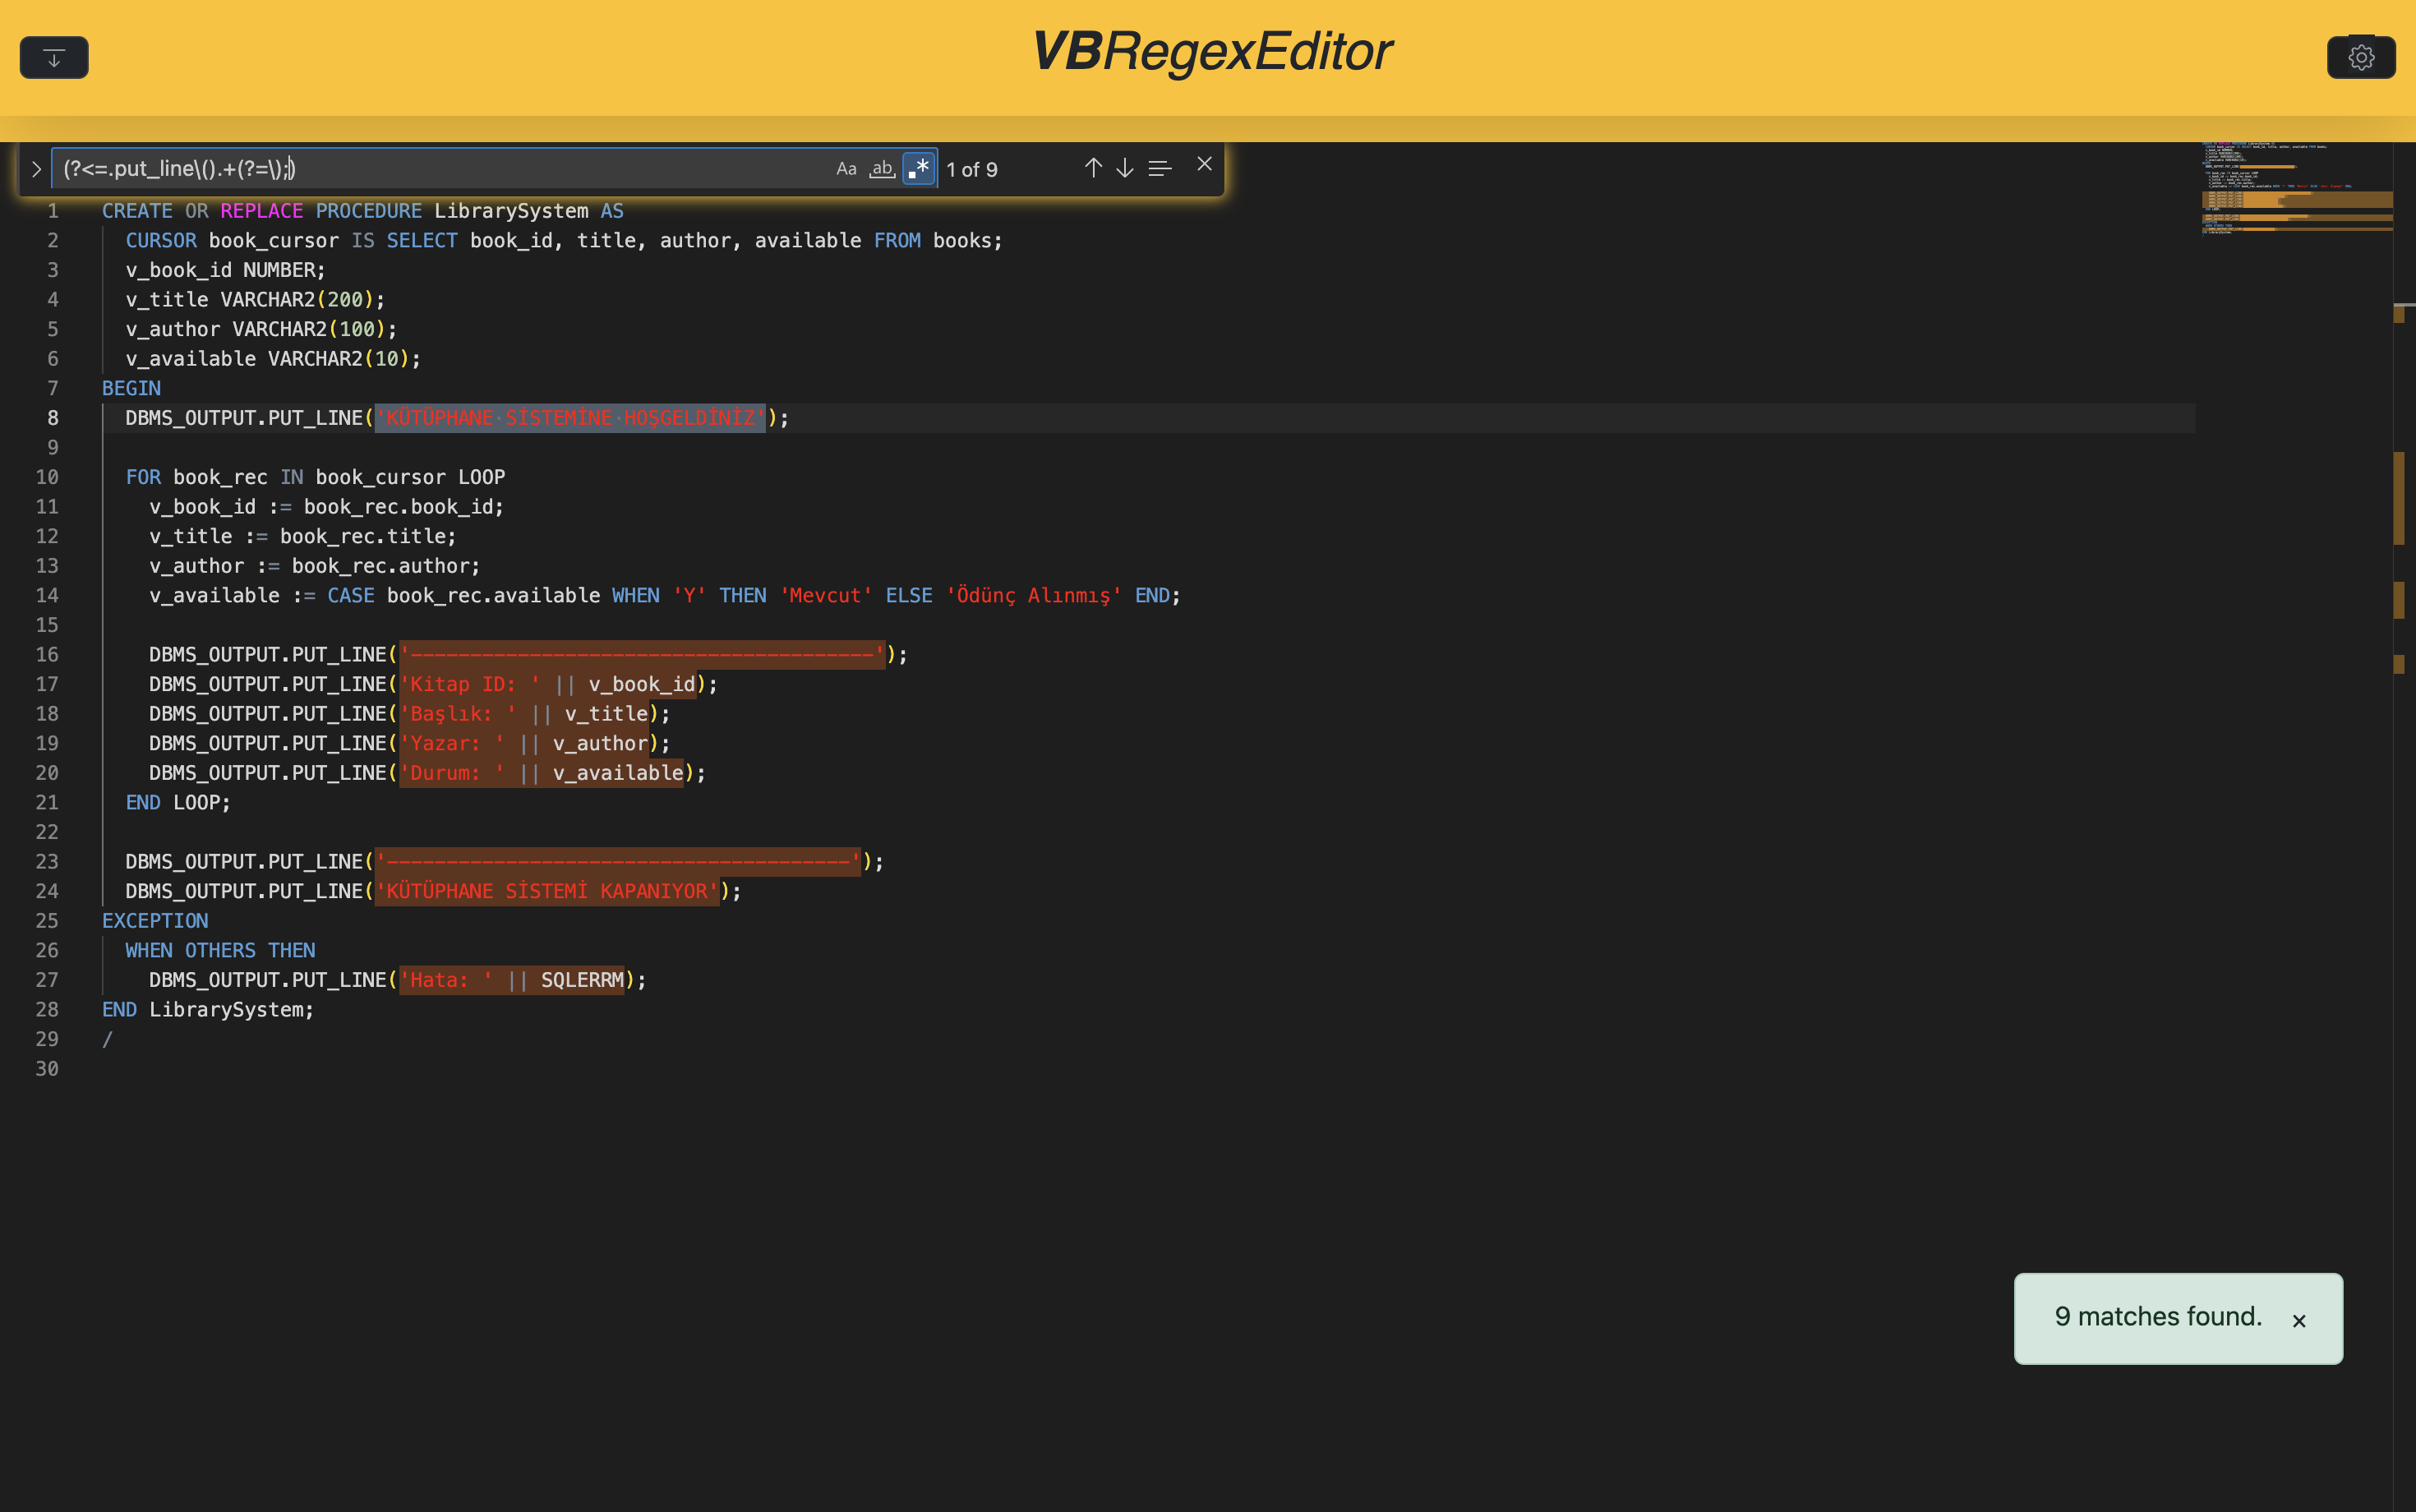 VBRegexEditor
(?<=.put_line\().+(?=\);)
Aa ab .* 1 of 9
1 CREATE OR REPLACE PROCEDURE LibrarySystem AS
2 CURSOR book_cursor IS SELECT book_id, title, author, available FROM books;
3 v_book_id NUMBER;
4 v_title VARCHAR2(200);
5 v_author VARCHAR2(100);
6 v_available VARCHAR2(10);
7 BEGIN
8 DBMS_OUTPUT.PUT_LINE('KÜTÜPHANE·SİSTEMİNE·HOŞGELDİNİZ');
9
10 FOR book_rec IN book_cursor LOOP
11 v_book_id := book_rec.book_id;
12 v_title := book_rec.title;
13 v_author := book_rec.author;
14 v_available := CASE book_rec.available WHEN 'Y' THEN 'Mevcut' ELSE 'Ödünç Alınmış' END;
15
16 DBMS_OUTPUT.PUT_LINE('---------------------------------------');
17 DBMS_OUTPUT.PUT_LINE('Kitap ID: ' || v_book_id);
18 DBMS_OUTPUT.PUT_LINE('Başlık: ' || v_title);
19 DBMS_OUTPUT.PUT_LINE('Yazar: ' || v_author);
20 DBMS_OUTPUT.PUT_LINE('Durum: ' || v_available);
21 END LOOP;
22
23 DBMS_OUTPUT.PUT_LINE('---------------------------------------');
24 DBMS_OUTPUT.PUT_LINE('KÜTÜPHANE SİSTEMİ KAPANIYOR');
25 EXCEPTION
26 WHEN OTHERS THEN
27 DBMS_OUTPUT.PUT_LINE('Hata: ' || SQLERRM);
28 END LibrarySystem;
29 /
30
9 matches found. ×